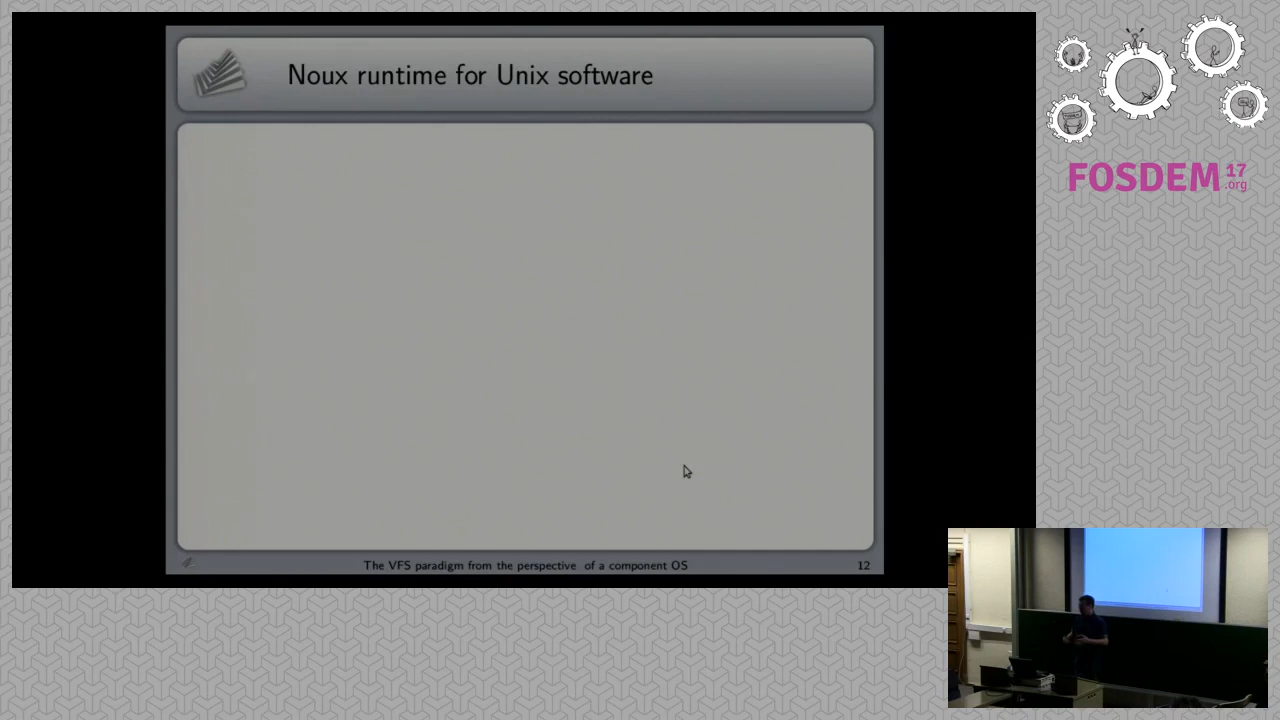 Noux runtime for Unix software
The VFS paradigm from the perspective of a component OS
12
FOSDEM 17
.org